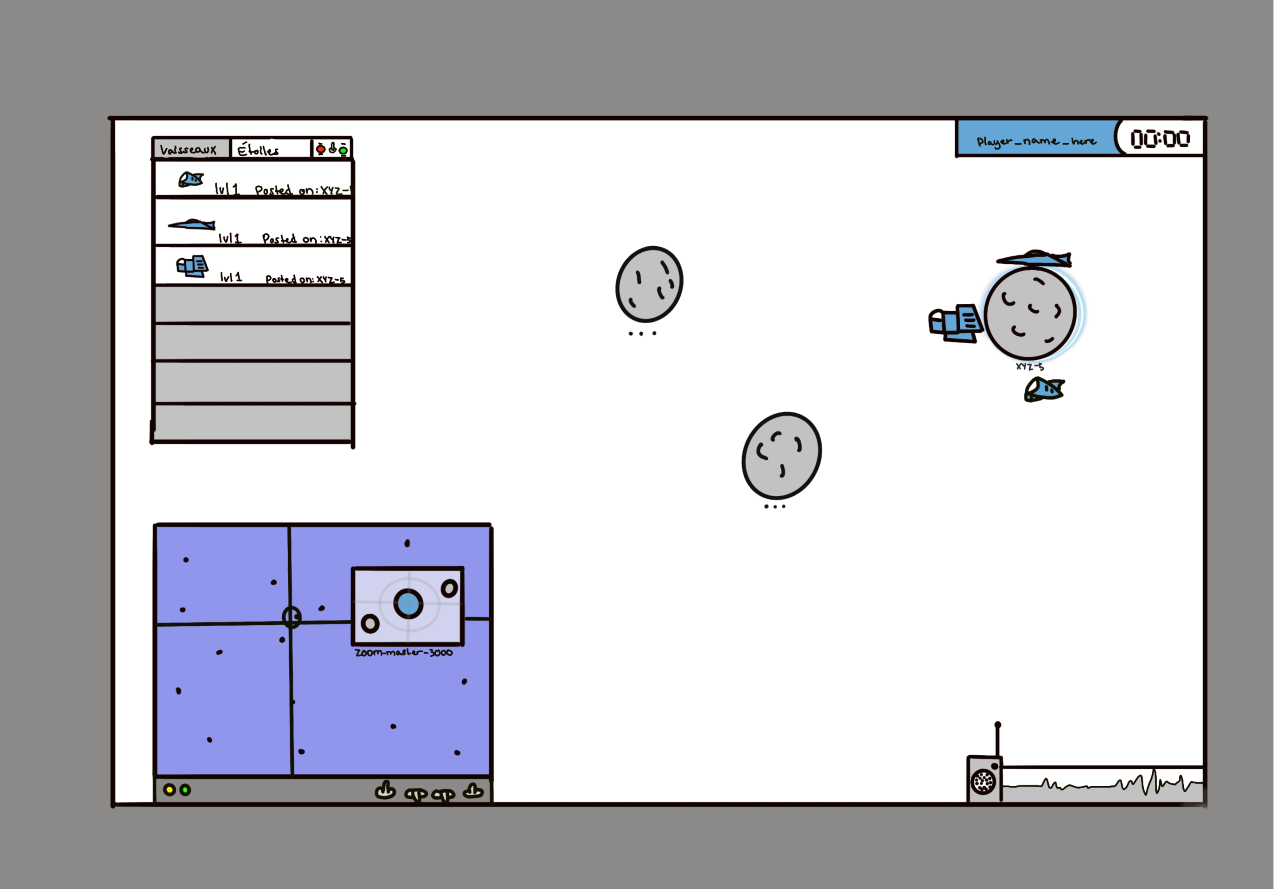 Vaisseaux Étoiles
Player_name_here 00:00
lvl 1 Posted on: XYZ-
lvl 1 Posted on: XYZ-5
lvl 1 Posted on: XYZ-5
XYZ-5
...
...
Zoom-master-3000